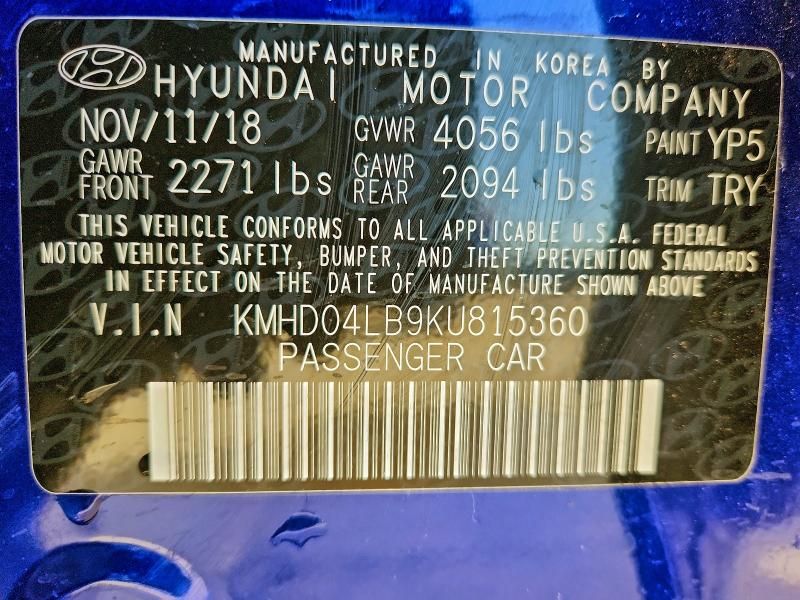 MANUFACTURED IN KOREA BY
HYUNDAI MOTOR COMPANY
NOV/11/18 GVWR 4056 lbs PAINT YP5
GAWR FRONT 2271 lbs GAWR REAR 2094 lbs TRIM TRY
THIS VEHICLE CONFORMS TO ALL APPLICABLE U.S.A. FEDERAL
MOTOR VEHICLE SAFETY, BUMPER, AND THEFT PREVENTION STANDARDS
IN EFFECT ON THE DATE OF MANUFACTURE SHOWN ABOVE
V.I.N KMHD04LB9KU815360
PASSENGER CAR